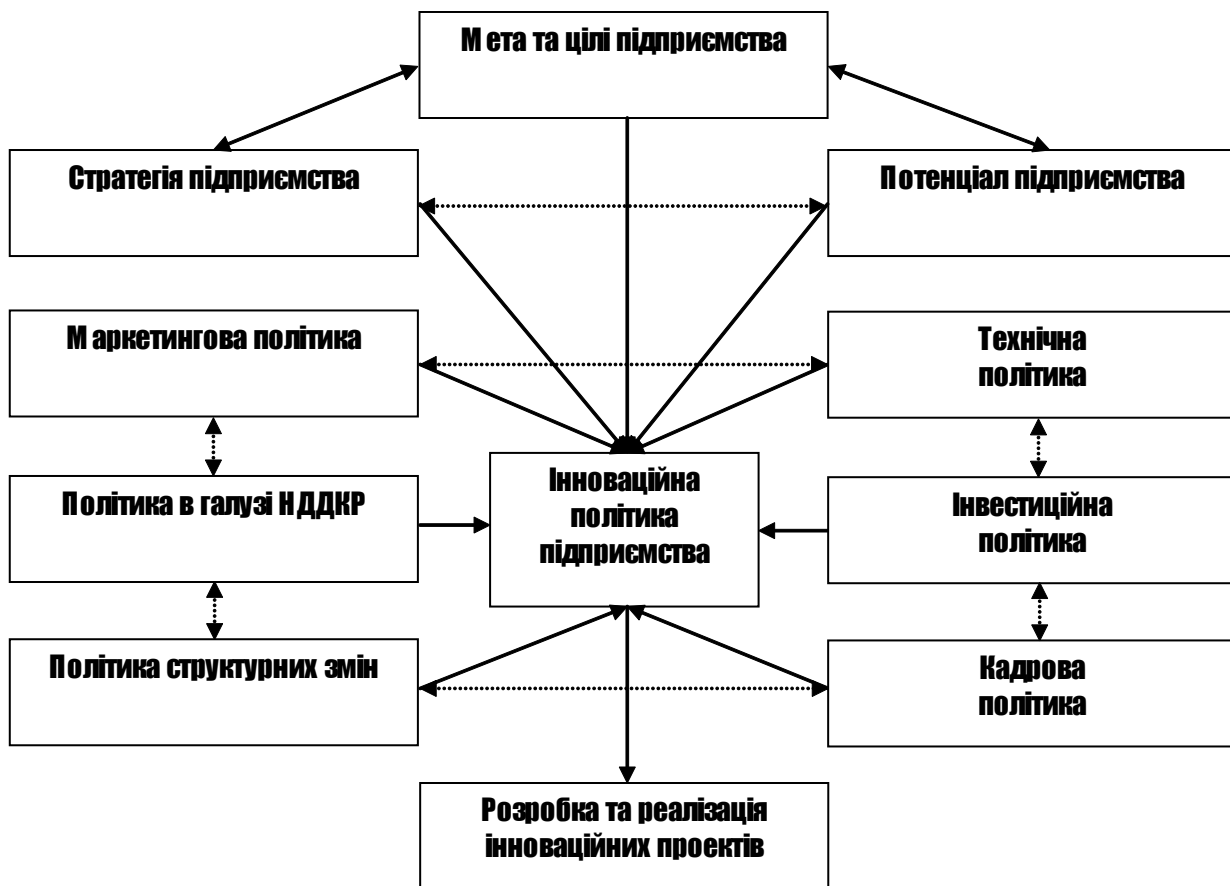 Мета та цілі підприємства
Стратегія підприємства
Потенціал підприємства
Маркетингова політика
Технічна
політика
Політика в галузі НДДКР
Інноваційна
політика
підприємства
Інвестиційна
політика
Політика структурних змін
Кадрова
політика
Розробка та реалізація
інноваційних проектів